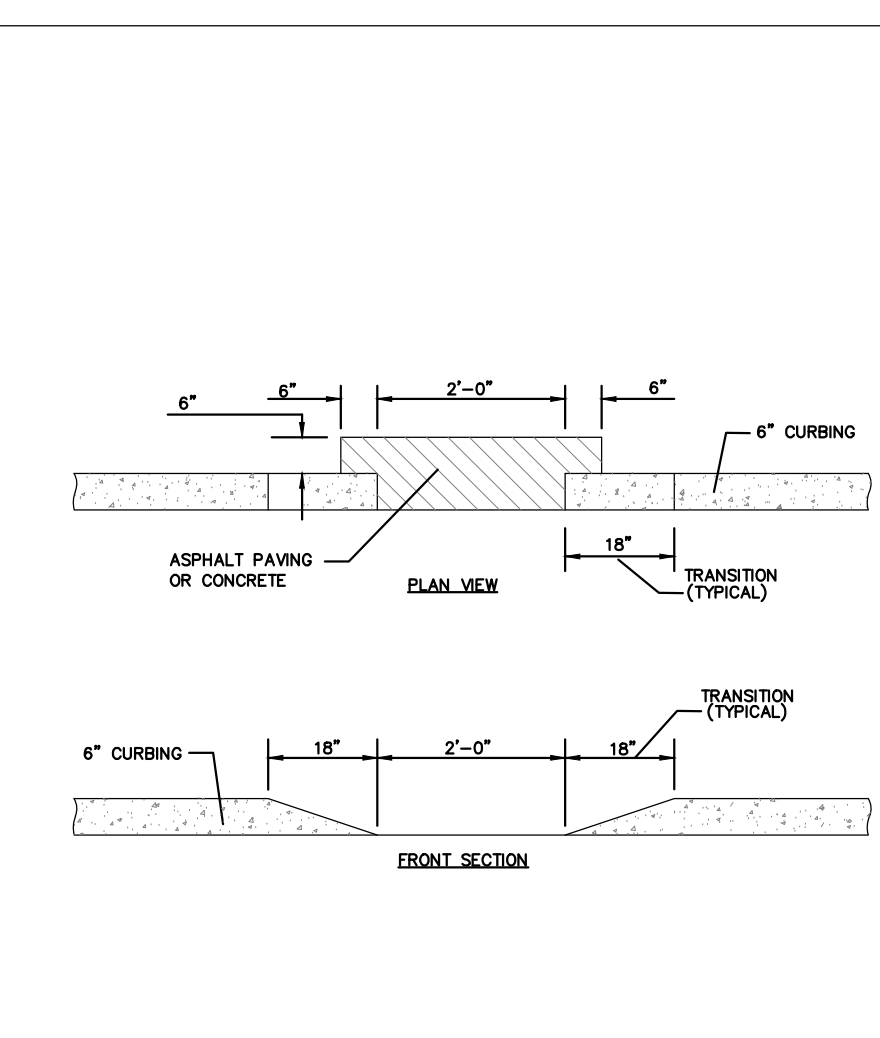 6” 2’-0” 6”
6”
6” CURBING
18”
ASPHALT PAVING
OR CONCRETE
PLAN VIEW
TRANSITION
(TYPICAL)
TRANSITION
(TYPICAL)
6” CURBING
18” 2’-0” 18”
FRONT SECTION